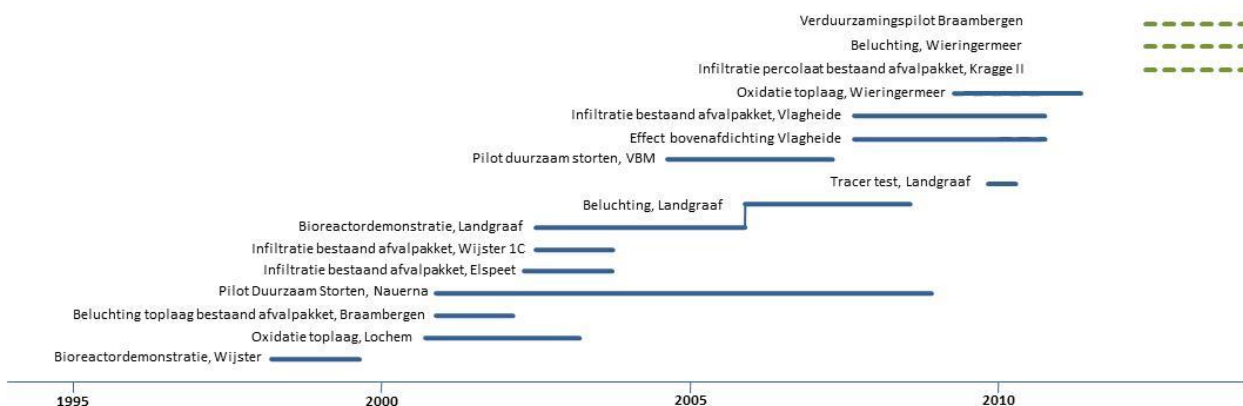 Verduurzamingspilot Braambergen
Beluchting, Wieringermeer
Infiltratie percolaat bestaand afvalpakket, Kragge II
Oxidatie toplaag, Wieringermeer
Infiltratie bestaand afvalpakket, Vlagheide
Effect bovenafdichting Vlagheide
Pilot duurzaam storten, VBM
Tracer test, Landgraaf
Beluchting, Landgraaf
Bioreactordemonstratie, Landgraaf
Infiltratie bestaand afvalpakket, Wijster 1C
Infiltratie bestaand afvalpakket, Elspeet
Pilot Duurzaam Storten, Nauerna
Beluchting toplaag bestaand afvalpakket, Braambergen
Oxidatie toplaag, Lochem
Bioreactordemonstratie, Wijster
1995 2000 2005 2010